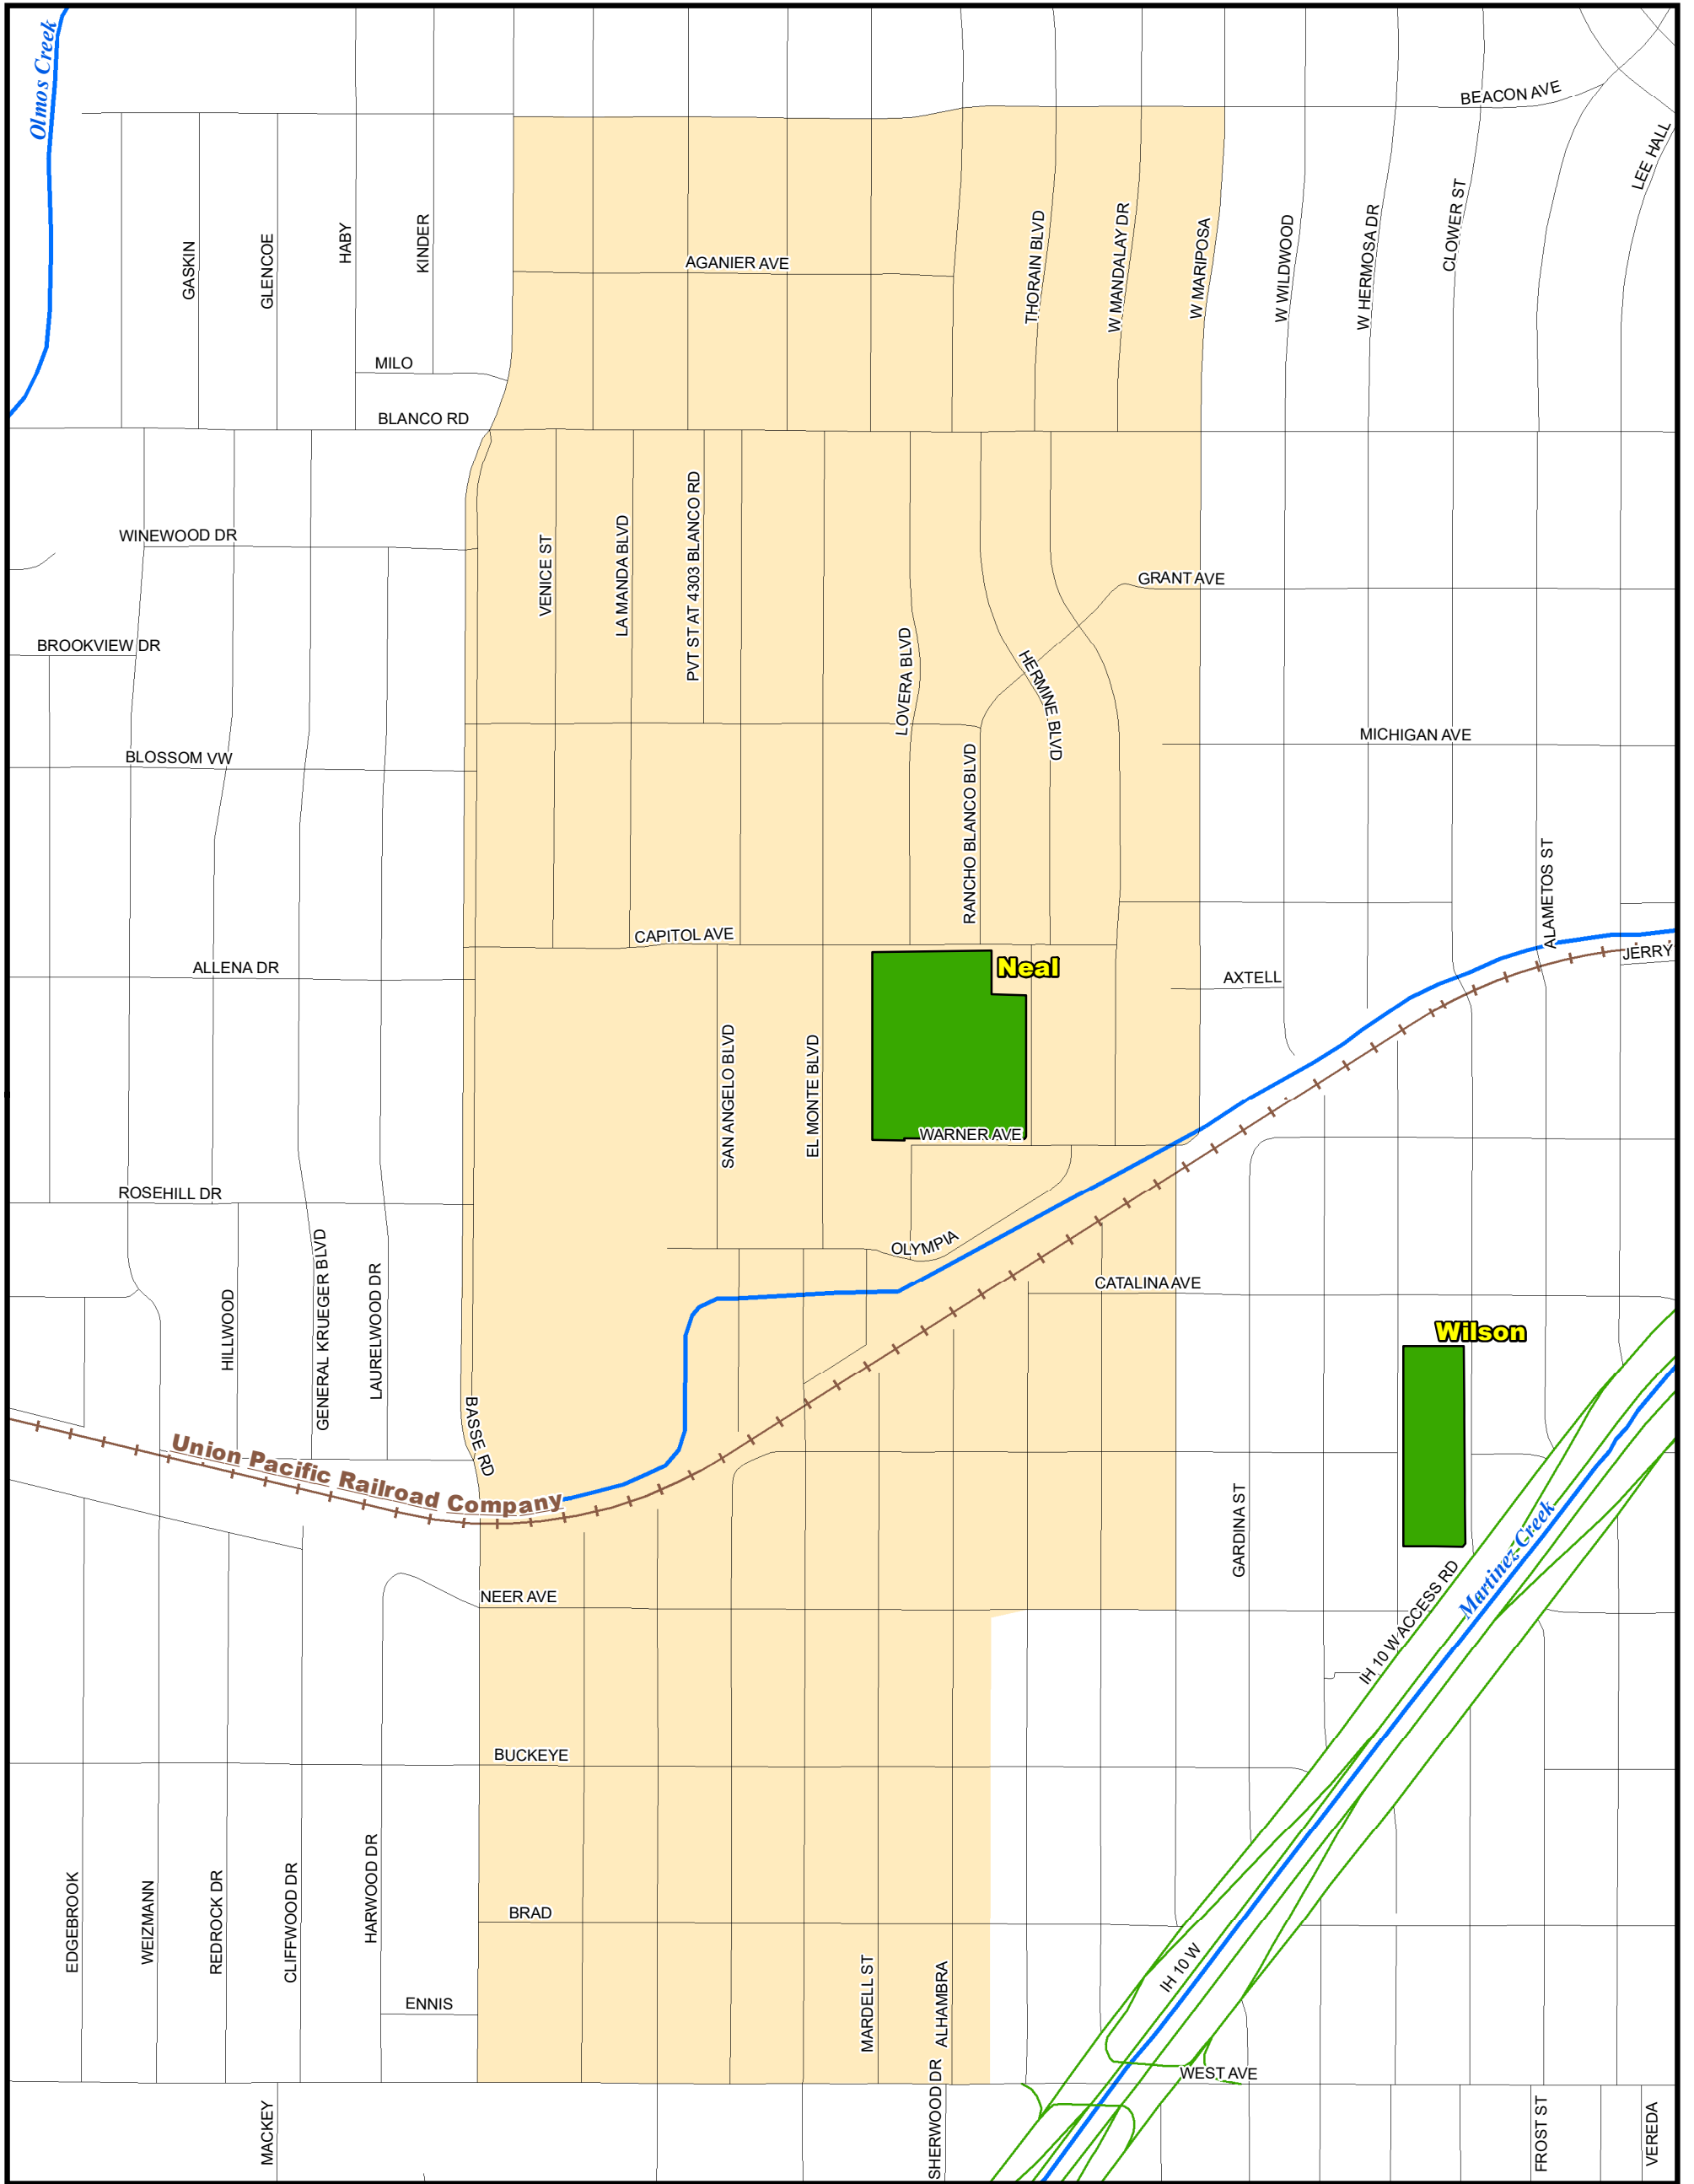 Olmos Creek
BEACON AVE
LEE HALL
GASKIN
GLENCOE
HABY
KINDER
AGANIER AVE
THORAIN BLVD
W MANDALAY DR
W MARIPOSA
W WILDWOOD
W HERMOSA DR
CLOWER ST
MILO
BLANCO RD
WINEWOOD DR
VENICE ST
LA MANDA BLVD
PVT ST AT 4303 BLANCO RD
GRANT AVE
BROOKVIEW DR
LOVERA BLVD
HERMINE BLVD
BLOSSOM VW
RANCHO BLANCO BLVD
MICHIGAN AVE
ALAMETOS ST
CAPITOL AVE
ALLENA DR
Neal
AXTELL
JERRY
SAN ANGELO BLVD
EL MONTE BLVD
WARNER AVE
ROSEHILL DR
OLYMPIA
HILLWOOD
GENERAL KRUEGER BLVD
LAURELWOOD DR
CATALINA AVE
Wilson
BASSE RD
Union Pacific Railroad Company
GARDINA ST
IH 10 W ACCESS RD
Martinez Creek
NEER AVE
BUCKEYE
EDGEBROOK
WEIZMANN
REDROCK DR
CLIFFWOOD DR
HARWOOD DR
BRAD
ENNIS
MARDELL ST
ALHAMBRA
IH 10 W
WEST AVE
MACKEY
SHERWOOD DR
FROST ST
VEREDA